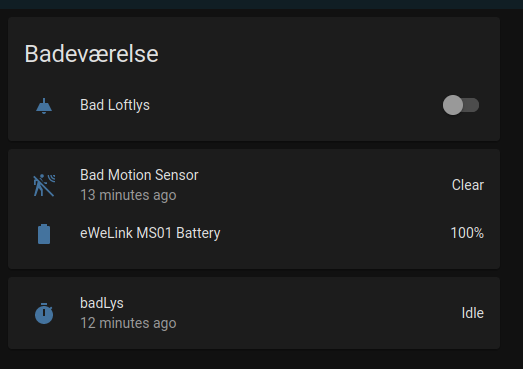 Badeværelse
Bad Loftlys
Bad Motion Sensor
13 minutes ago
Clear
eWeLink MS01 Battery
100%
badLys
12 minutes ago
Idle